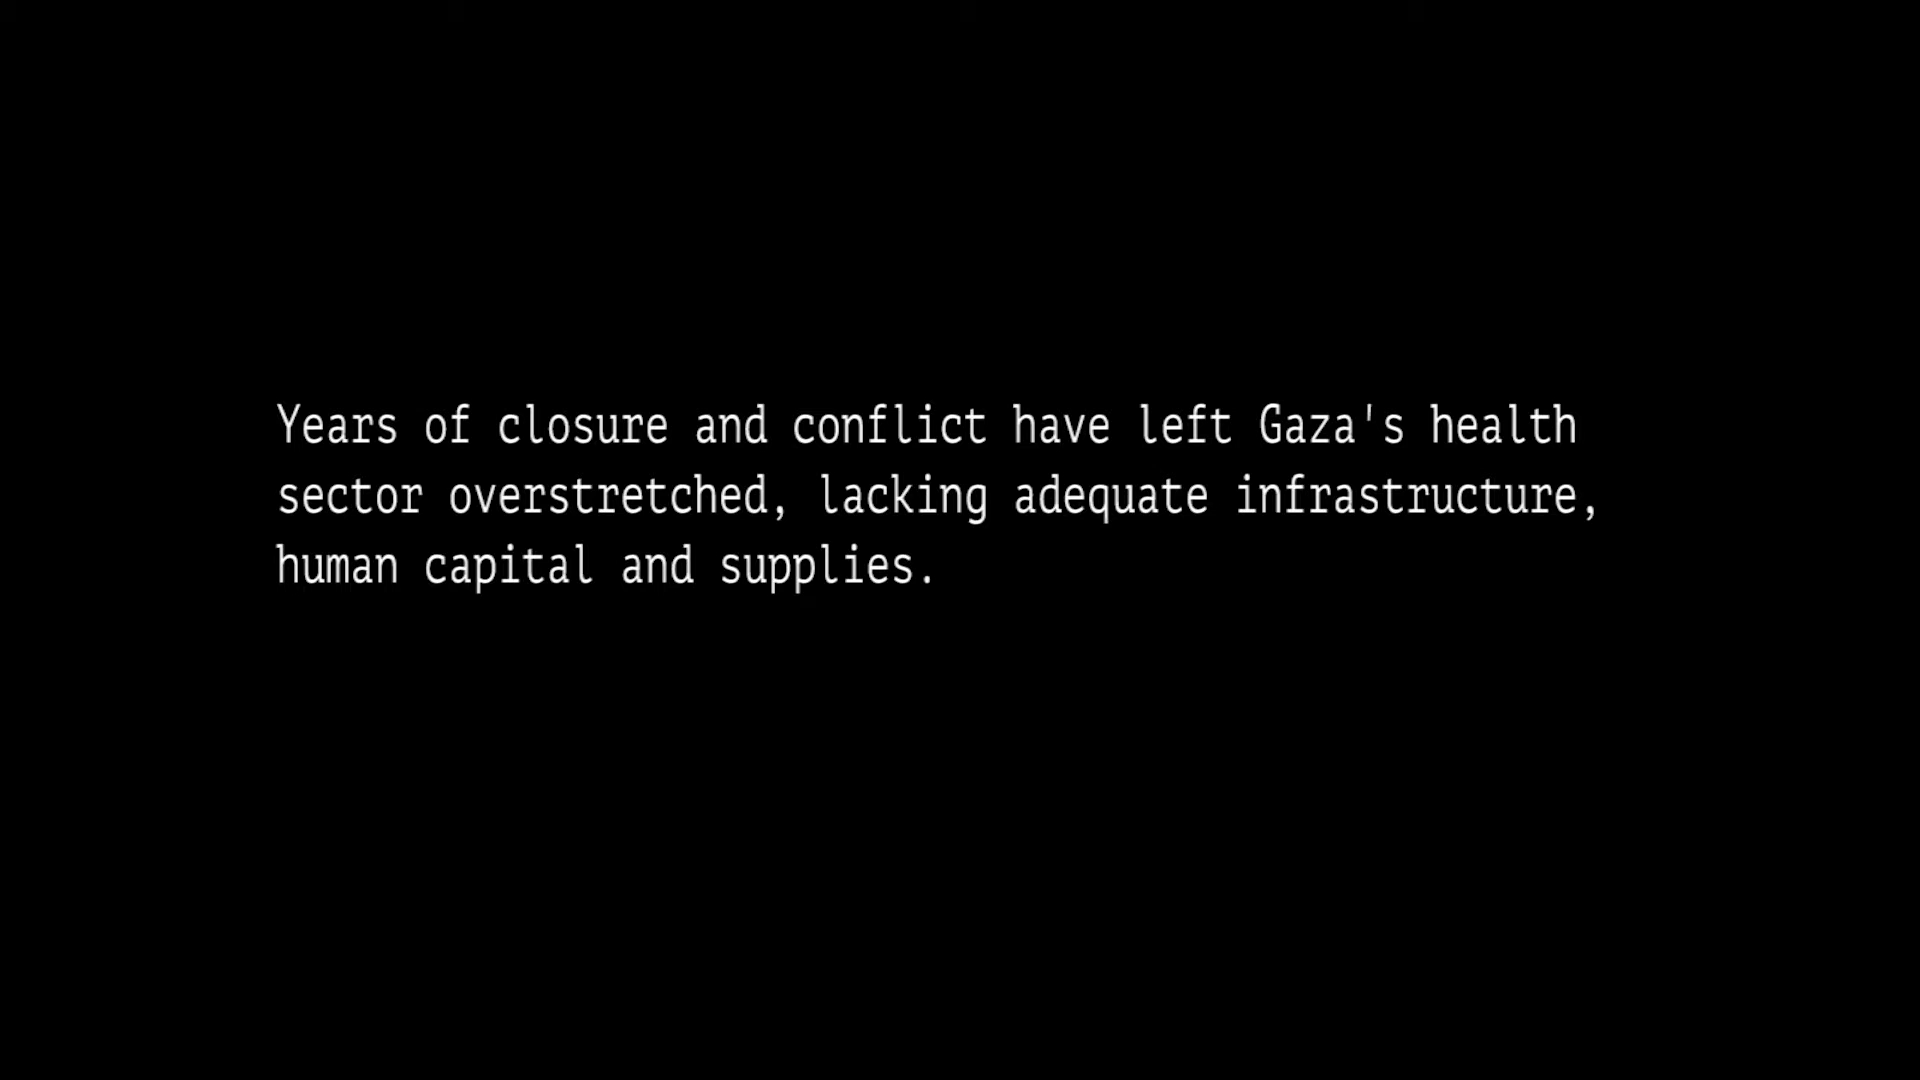 Years of closure and conflict have left Gaza's health
sector overstretched, lacking adequate infrastructure,
human capital and supplies.